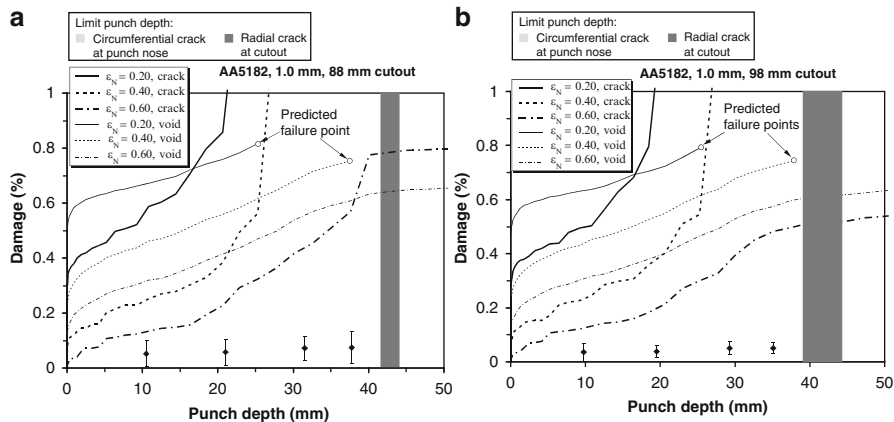 a
Limit punch depth:
Circumferential crack at punch nose
Radial crack at cutout
AA5182, 1.0 mm, 88 mm cutout
ε_N = 0.20, crack
ε_N = 0.40, crack
ε_N = 0.60, crack
ε_N = 0.20, void
ε_N = 0.40, void
ε_N = 0.60, void
Predicted
failure point
Damage (%)
1
0.8
0.6
0.4
0.2
0
0 10 20 30 40 50
Punch depth (mm)
b
Limit punch depth:
Circumferential crack at punch nose
Radial crack at cutout
AA5182, 1.0 mm, 98 mm cutout
ε_N = 0.20, crack
ε_N = 0.40, crack
ε_N = 0.60, crack
ε_N = 0.20, void
ε_N = 0.40, void
ε_N = 0.60, void
Predicted
failure points
Damage (%)
1
0.8
0.6
0.4
0.2
0
0 10 20 30 40 50
Punch depth (mm)